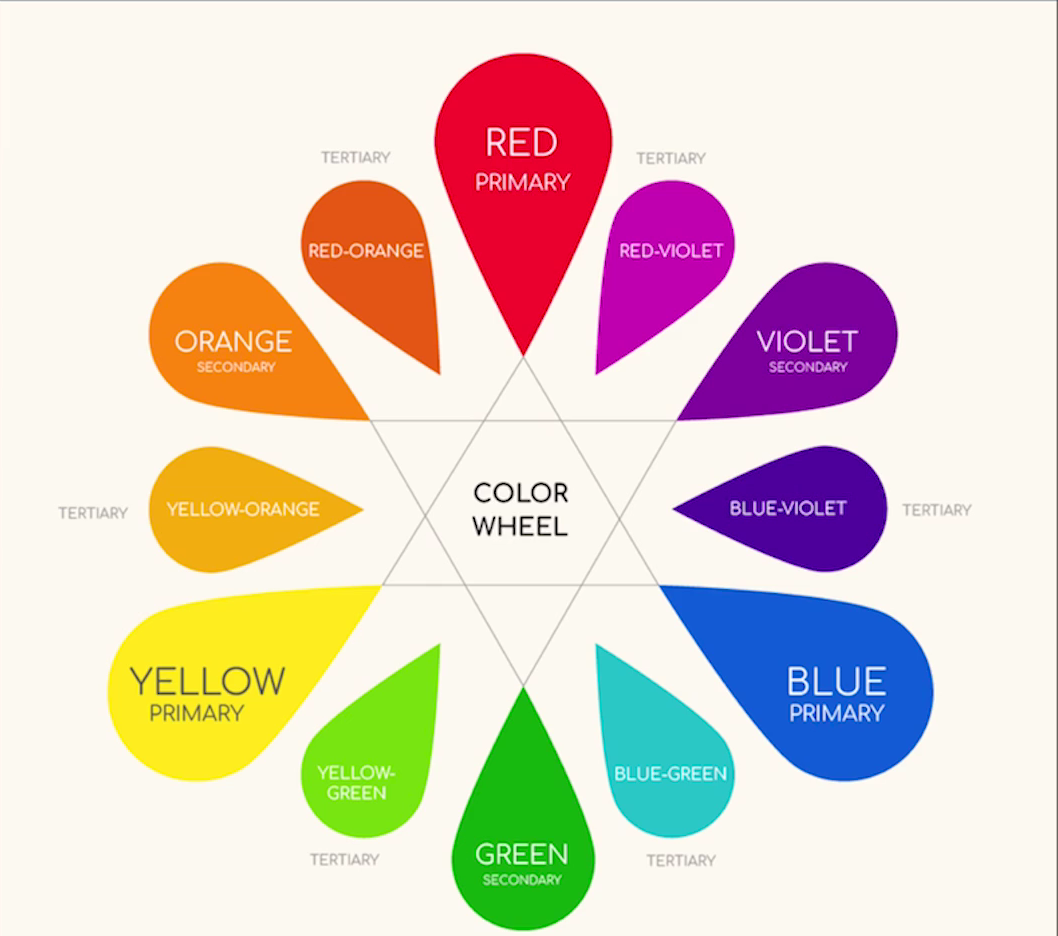 RED
PRIMARY
TERTIARY
TERTIARY
RED-ORANGE
RED-VIOLET
ORANGE
SECONDARY
VIOLET
SECONDARY
COLOR
WHEEL
TERTIARY
YELLOW-ORANGE
BLUE-VIOLET
TERTIARY
YELLOW
PRIMARY
BLUE
PRIMARY
YELLOW-
GREEN
BLUE-GREEN
TERTIARY
GREEN
SECONDARY
TERTIARY